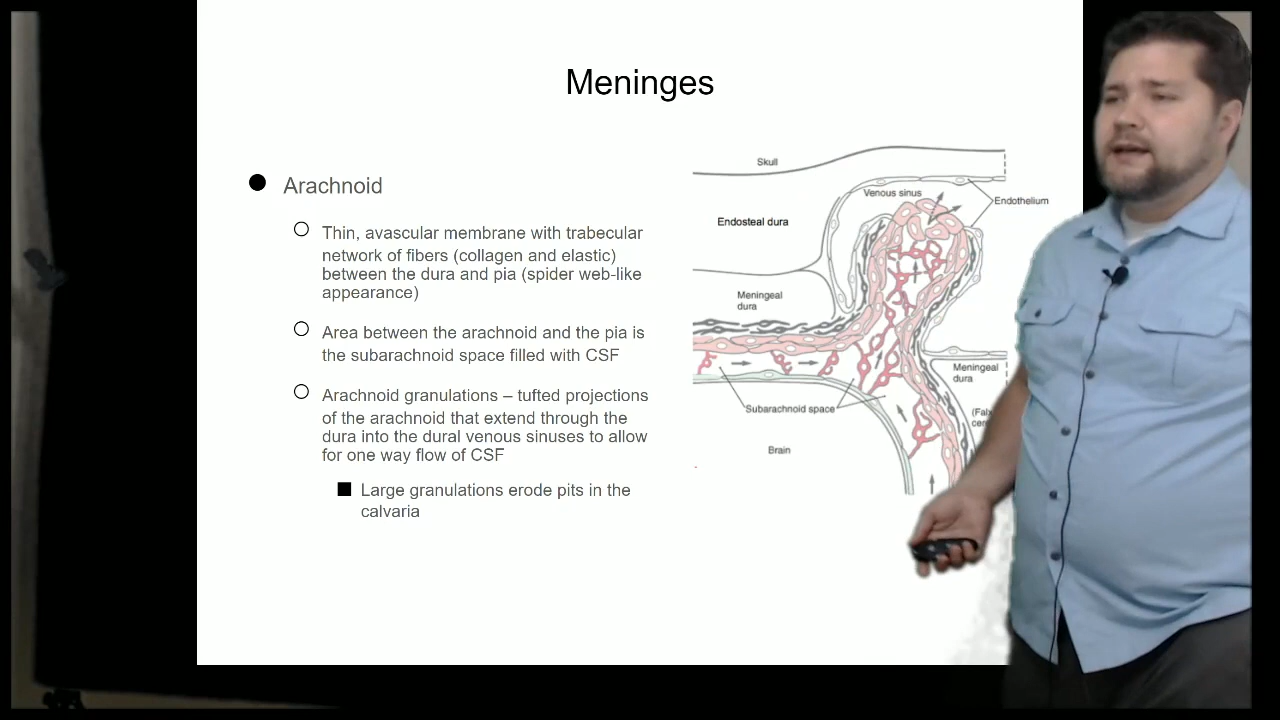 Meninges
Arachnoid
Thin, avascular membrane with trabecular
network of fibers (collagen and elastic)
between the dura and pia (spider web-like
appearance)
Area between the arachnoid and the pia is
the subarachnoid space filled with CSF
Arachnoid granulations – tufted projections
of the arachnoid that extend through the
dura into the dural venous sinuses to allow
for one way flow of CSF
Large granulations erode pits in the
calvaria
Skull
Venous sinus
Endothelium
Endosteal dura
Meningeal
dura
Meningeal
dura
Subarachnoid space
Brain